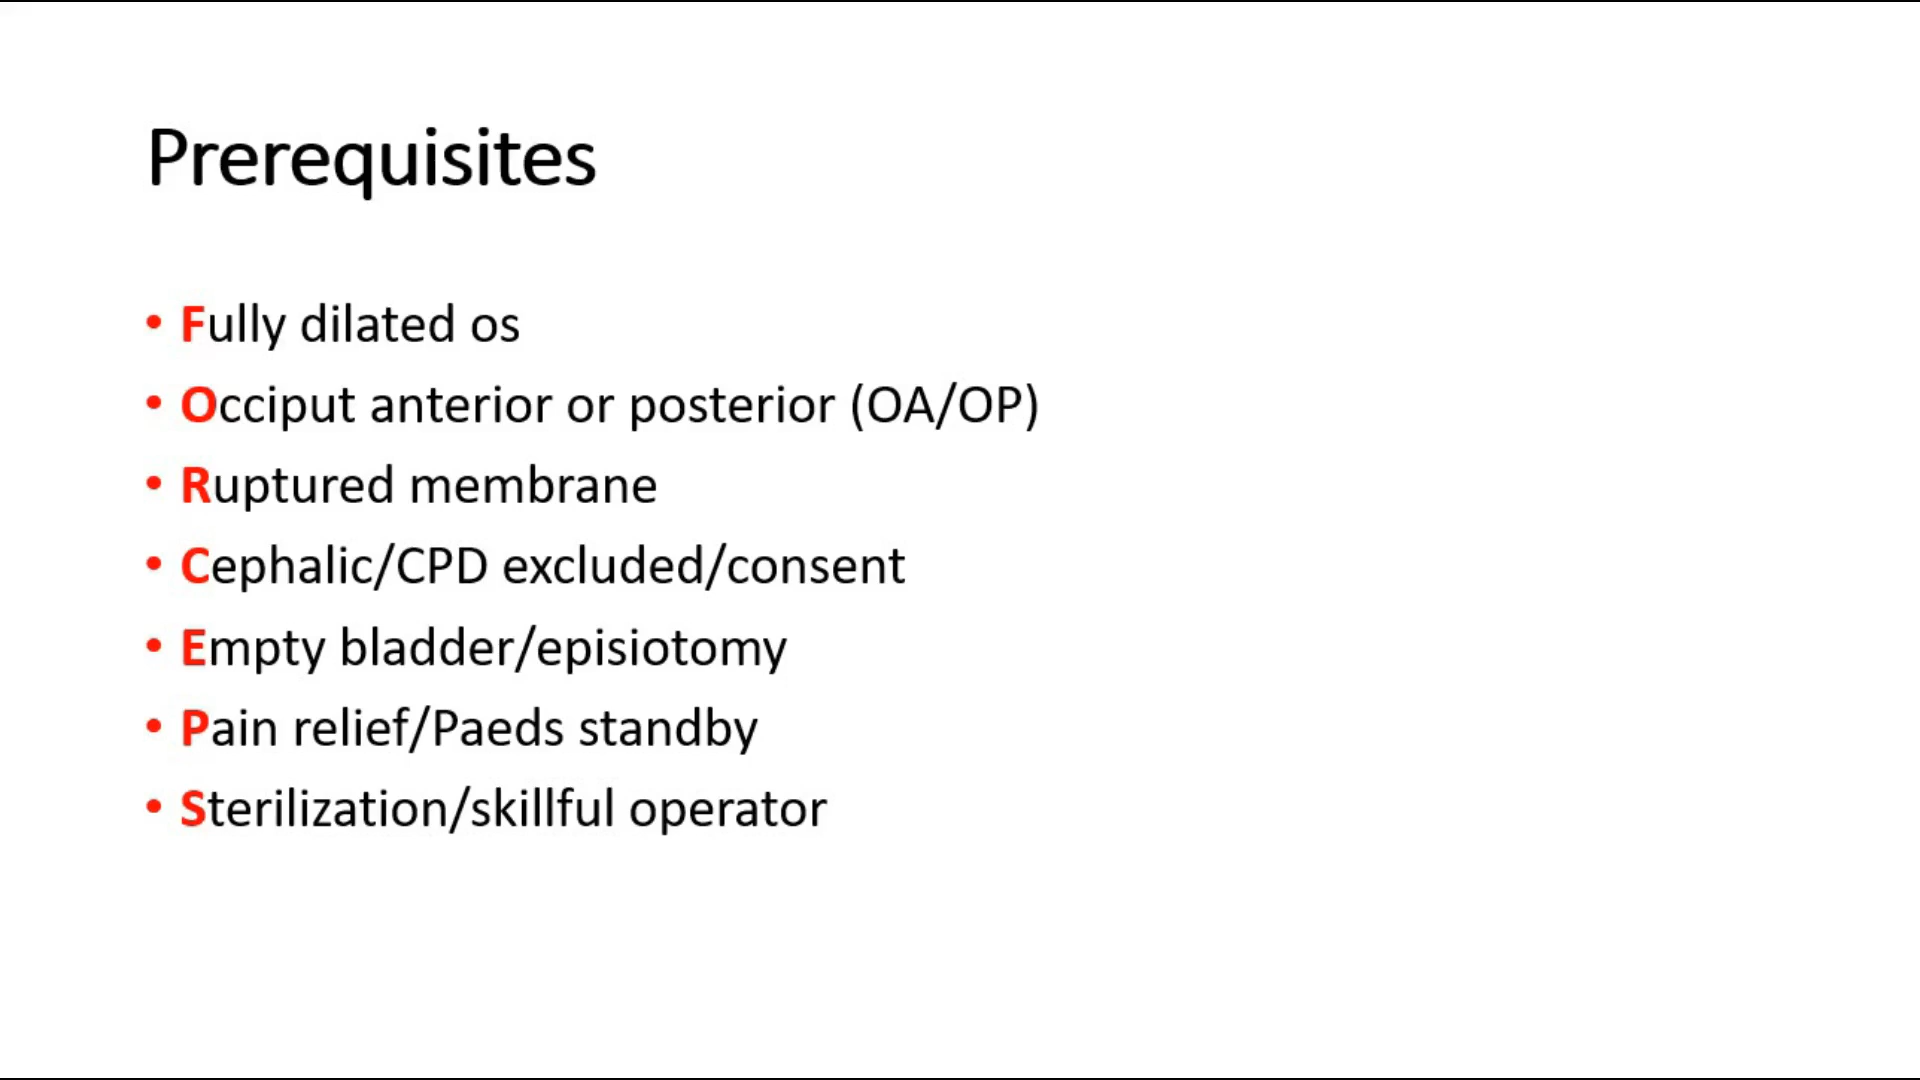 Prerequisites
• Fully dilated os
• Occiput anterior or posterior (OA/OP)
• Ruptured membrane
• Cephalic/CPD excluded/consent
• Empty bladder/episiotomy
• Pain relief/Paeds standby
• Sterilization/skillful operator